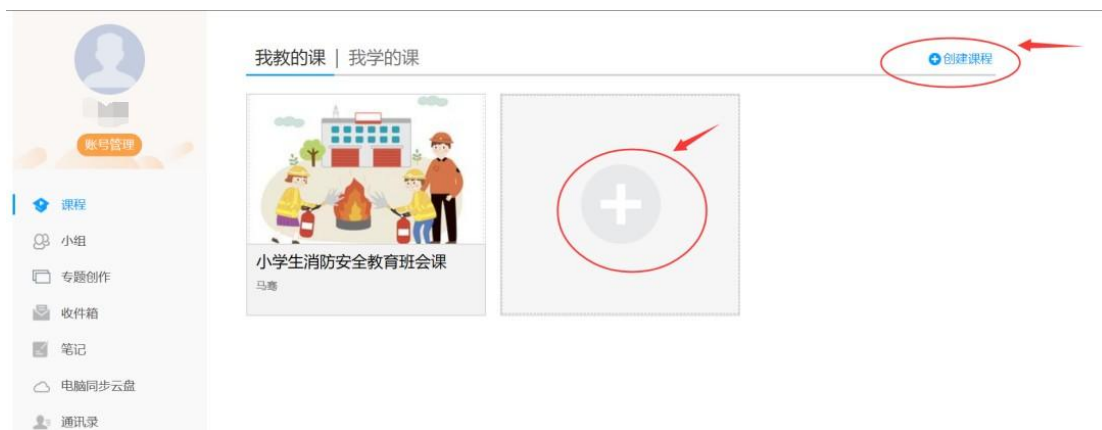 我教的课 | 我学的课
创建课程
账号管理
课程
小组
专题创作
收件箱
笔记
电脑同步云盘
通讯录
小学生消防安全教育班会课
马骞